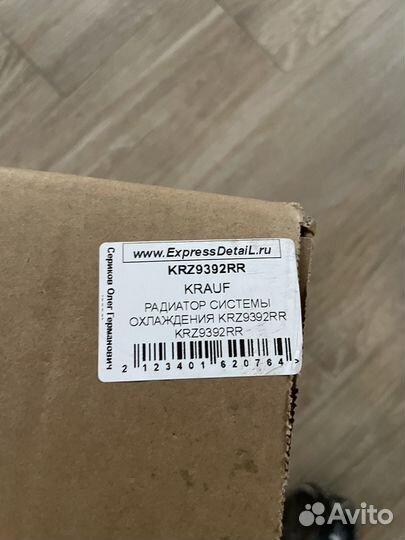 www.ExpressDetaiL.ru
KRZ9392RR
KRAUF
РАДИАТОР СИСТЕМЫ
ОХЛАЖДЕНИЯ KRZ9392RR
KRZ9392RR
2 123401 620764 >
Сериков Олег Германович
Avito